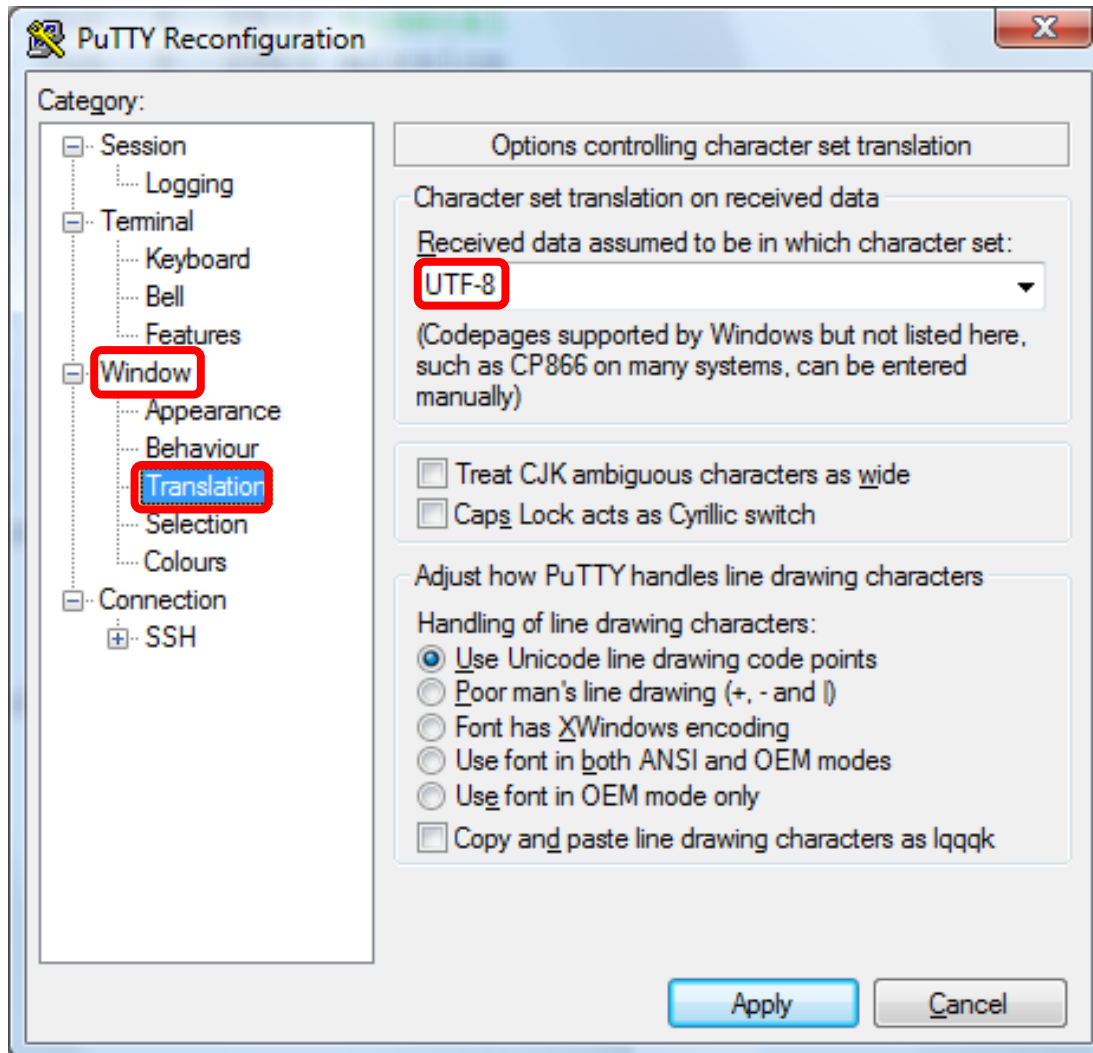 PuTTY Reconfiguration
X
Category:
Session
Logging
Terminal
Keyboard
Bell
Features
Window
Appearance
Behaviour
Translation
Selection
Colours
Connection
SSH
Options controlling character set translation
Character set translation on received data
Received data assumed to be in which character set:
UTF-8
(Codepages supported by Windows but not listed here,
such as CP866 on many systems, can be entered
manually)
Treat CJK ambiguous characters as wide
Caps Lock acts as Cyrillic switch
Adjust how PuTTY handles line drawing characters
Handling of line drawing characters:
Use Unicode line drawing code points
Poor man's line drawing (+, - and |)
Font has XWindows encoding
Use font in both ANSI and OEM modes
Use font in OEM mode only
Copy and paste line drawing characters as lqqqk
Apply
Cancel